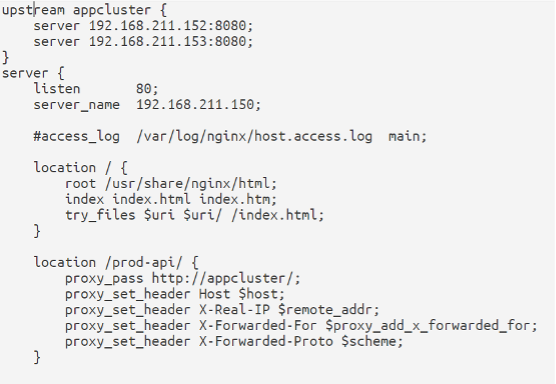 upstream appcluster {
    server 192.168.211.152:8080;
    server 192.168.211.153:8080;
}
server {
    listen       80;
    server_name  192.168.211.150;

    #access_log  /var/log/nginx/host.access.log  main;

    location / {
        root /usr/share/nginx/html;
        index index.html index.htm;
        try_files $uri $uri/ /index.html;
    }

    location /prod-api/ {
        proxy_pass http://appcluster/;
        proxy_set_header Host $host;
        proxy_set_header X-Real-IP $remote_addr;
        proxy_set_header X-Forwarded-For $proxy_add_x_forwarded_for;
        proxy_set_header X-Forwarded-Proto $scheme;
    }